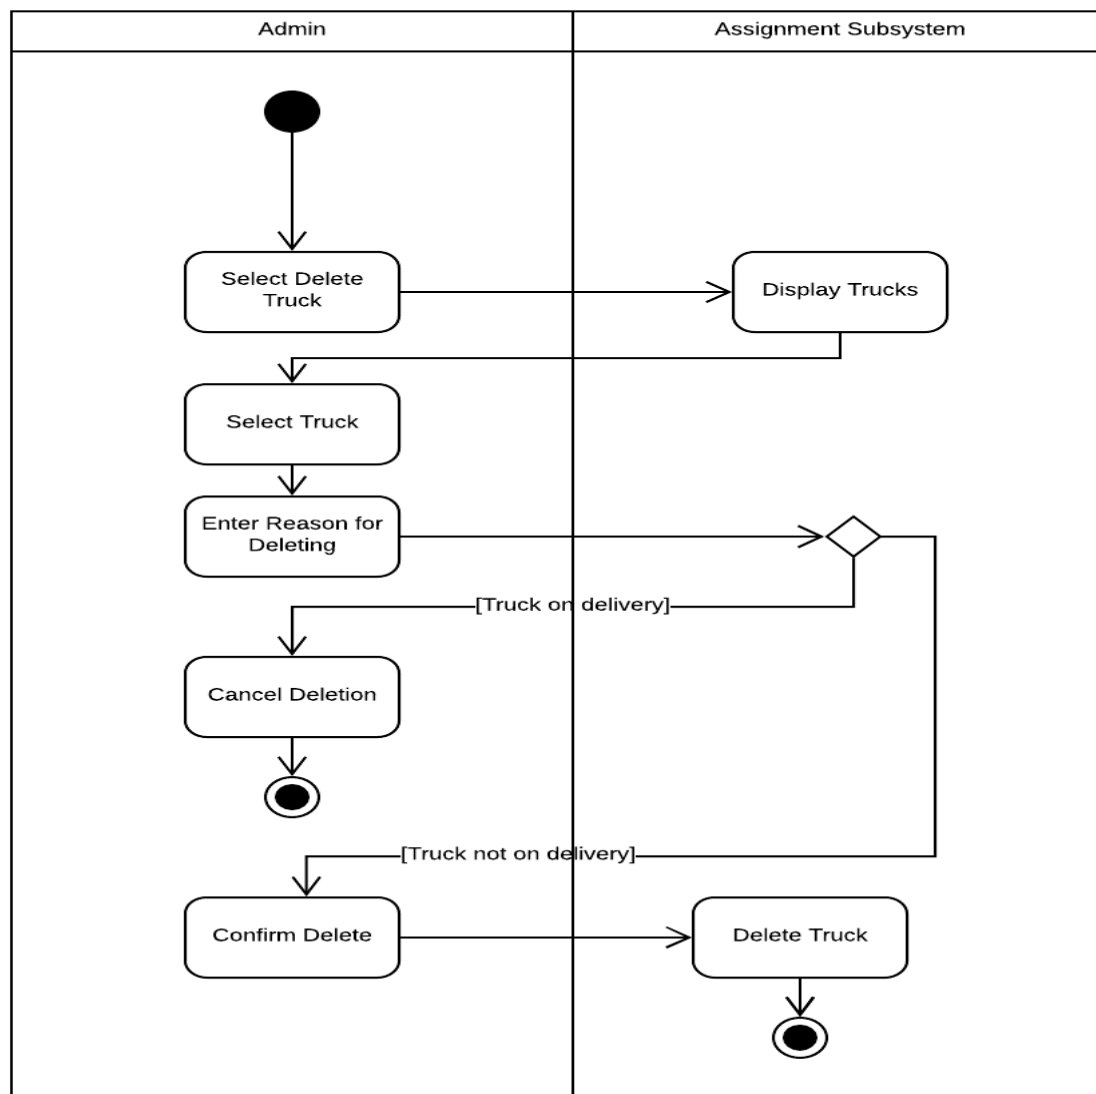 Admin
Assignment Subsystem
Select Delete
Truck
Display Trucks
Select Truck
Enter Reason for
Deleting
[Truck on delivery]
Cancel Deletion
[Truck not on delivery]
Confirm Delete
Delete Truck